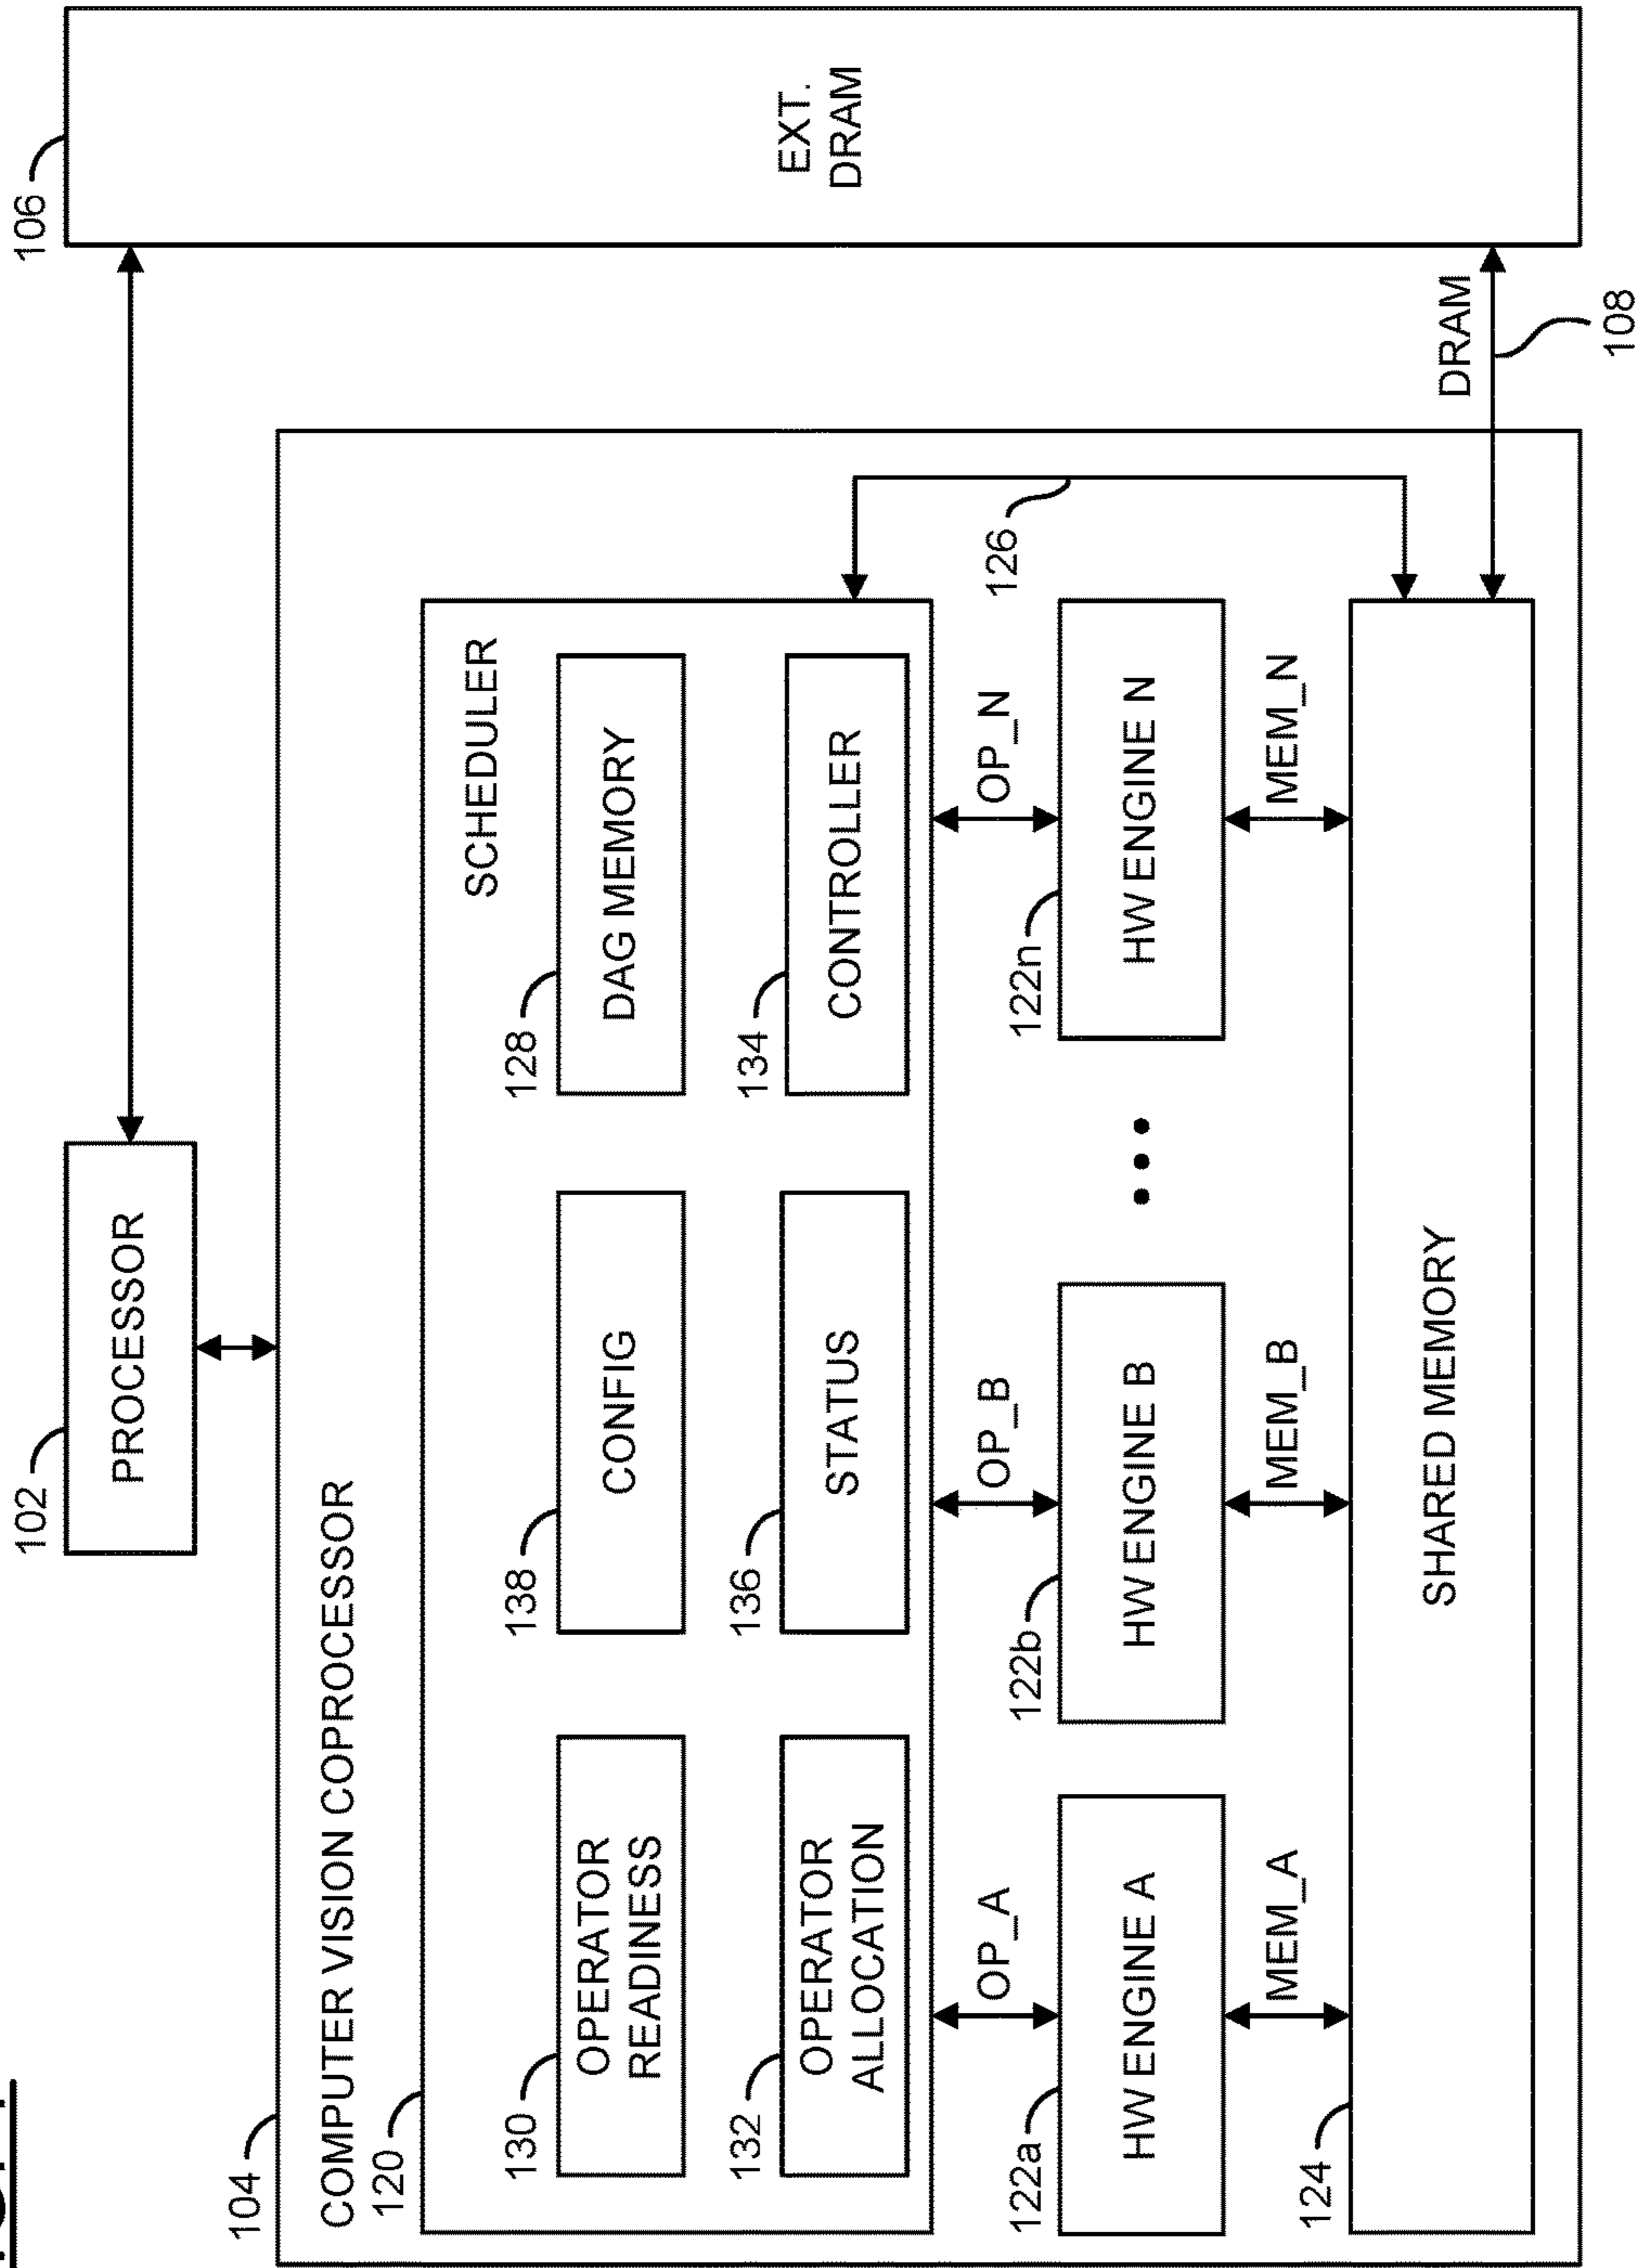 102
PROCESSOR
106
EXT.
DRAM
104
COMPUTER VISION COPROCESSOR
120
SCHEDULER
130
OPERATOR
READINESS
138
CONFIG
128
DAG MEMORY
132
OPERATOR
ALLOCATION
136
STATUS
134
CONTROLLER
OP_A
OP_B
OP_N
126
122a
HW ENGINE A
122b
HW ENGINE B
122n
HW ENGINE N
MEM_A
MEM_B
MEM_N
DRAM
108
124
SHARED MEMORY